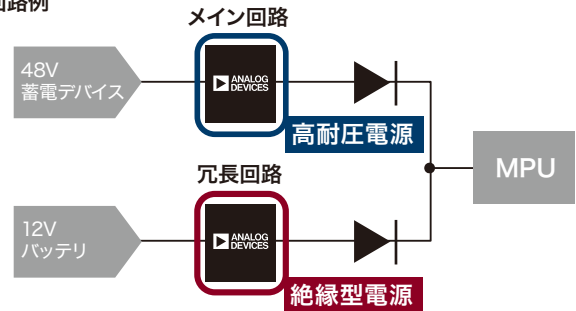 回路例
メイン回路
48V
蓄電デバイス
ANALOG
DEVICES
高耐圧電源
冗長回路
MPU
12V
バッテリ
ANALOG
DEVICES
絶縁型電源